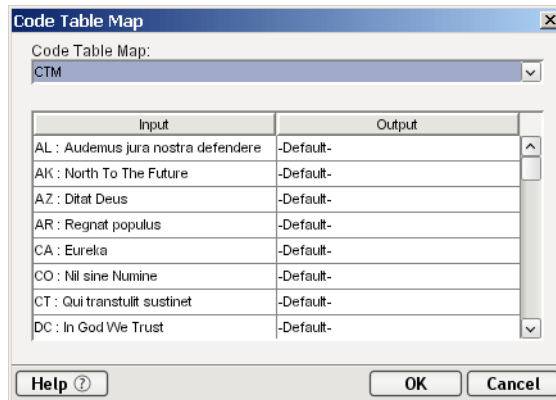 Code Table Map
Code Table Map:
CTM
Input Output
AL : Audemus jura nostra defendere -Default-
AK : North To The Future -Default-
AZ : Ditat Deus -Default-
AR : Regnat populus -Default-
CA : Eureka -Default-
CO : Nil sine Numine -Default-
CT : Qui transtulit sustinet -Default-
DC : In God We Trust -Default-
Help ? OK Cancel